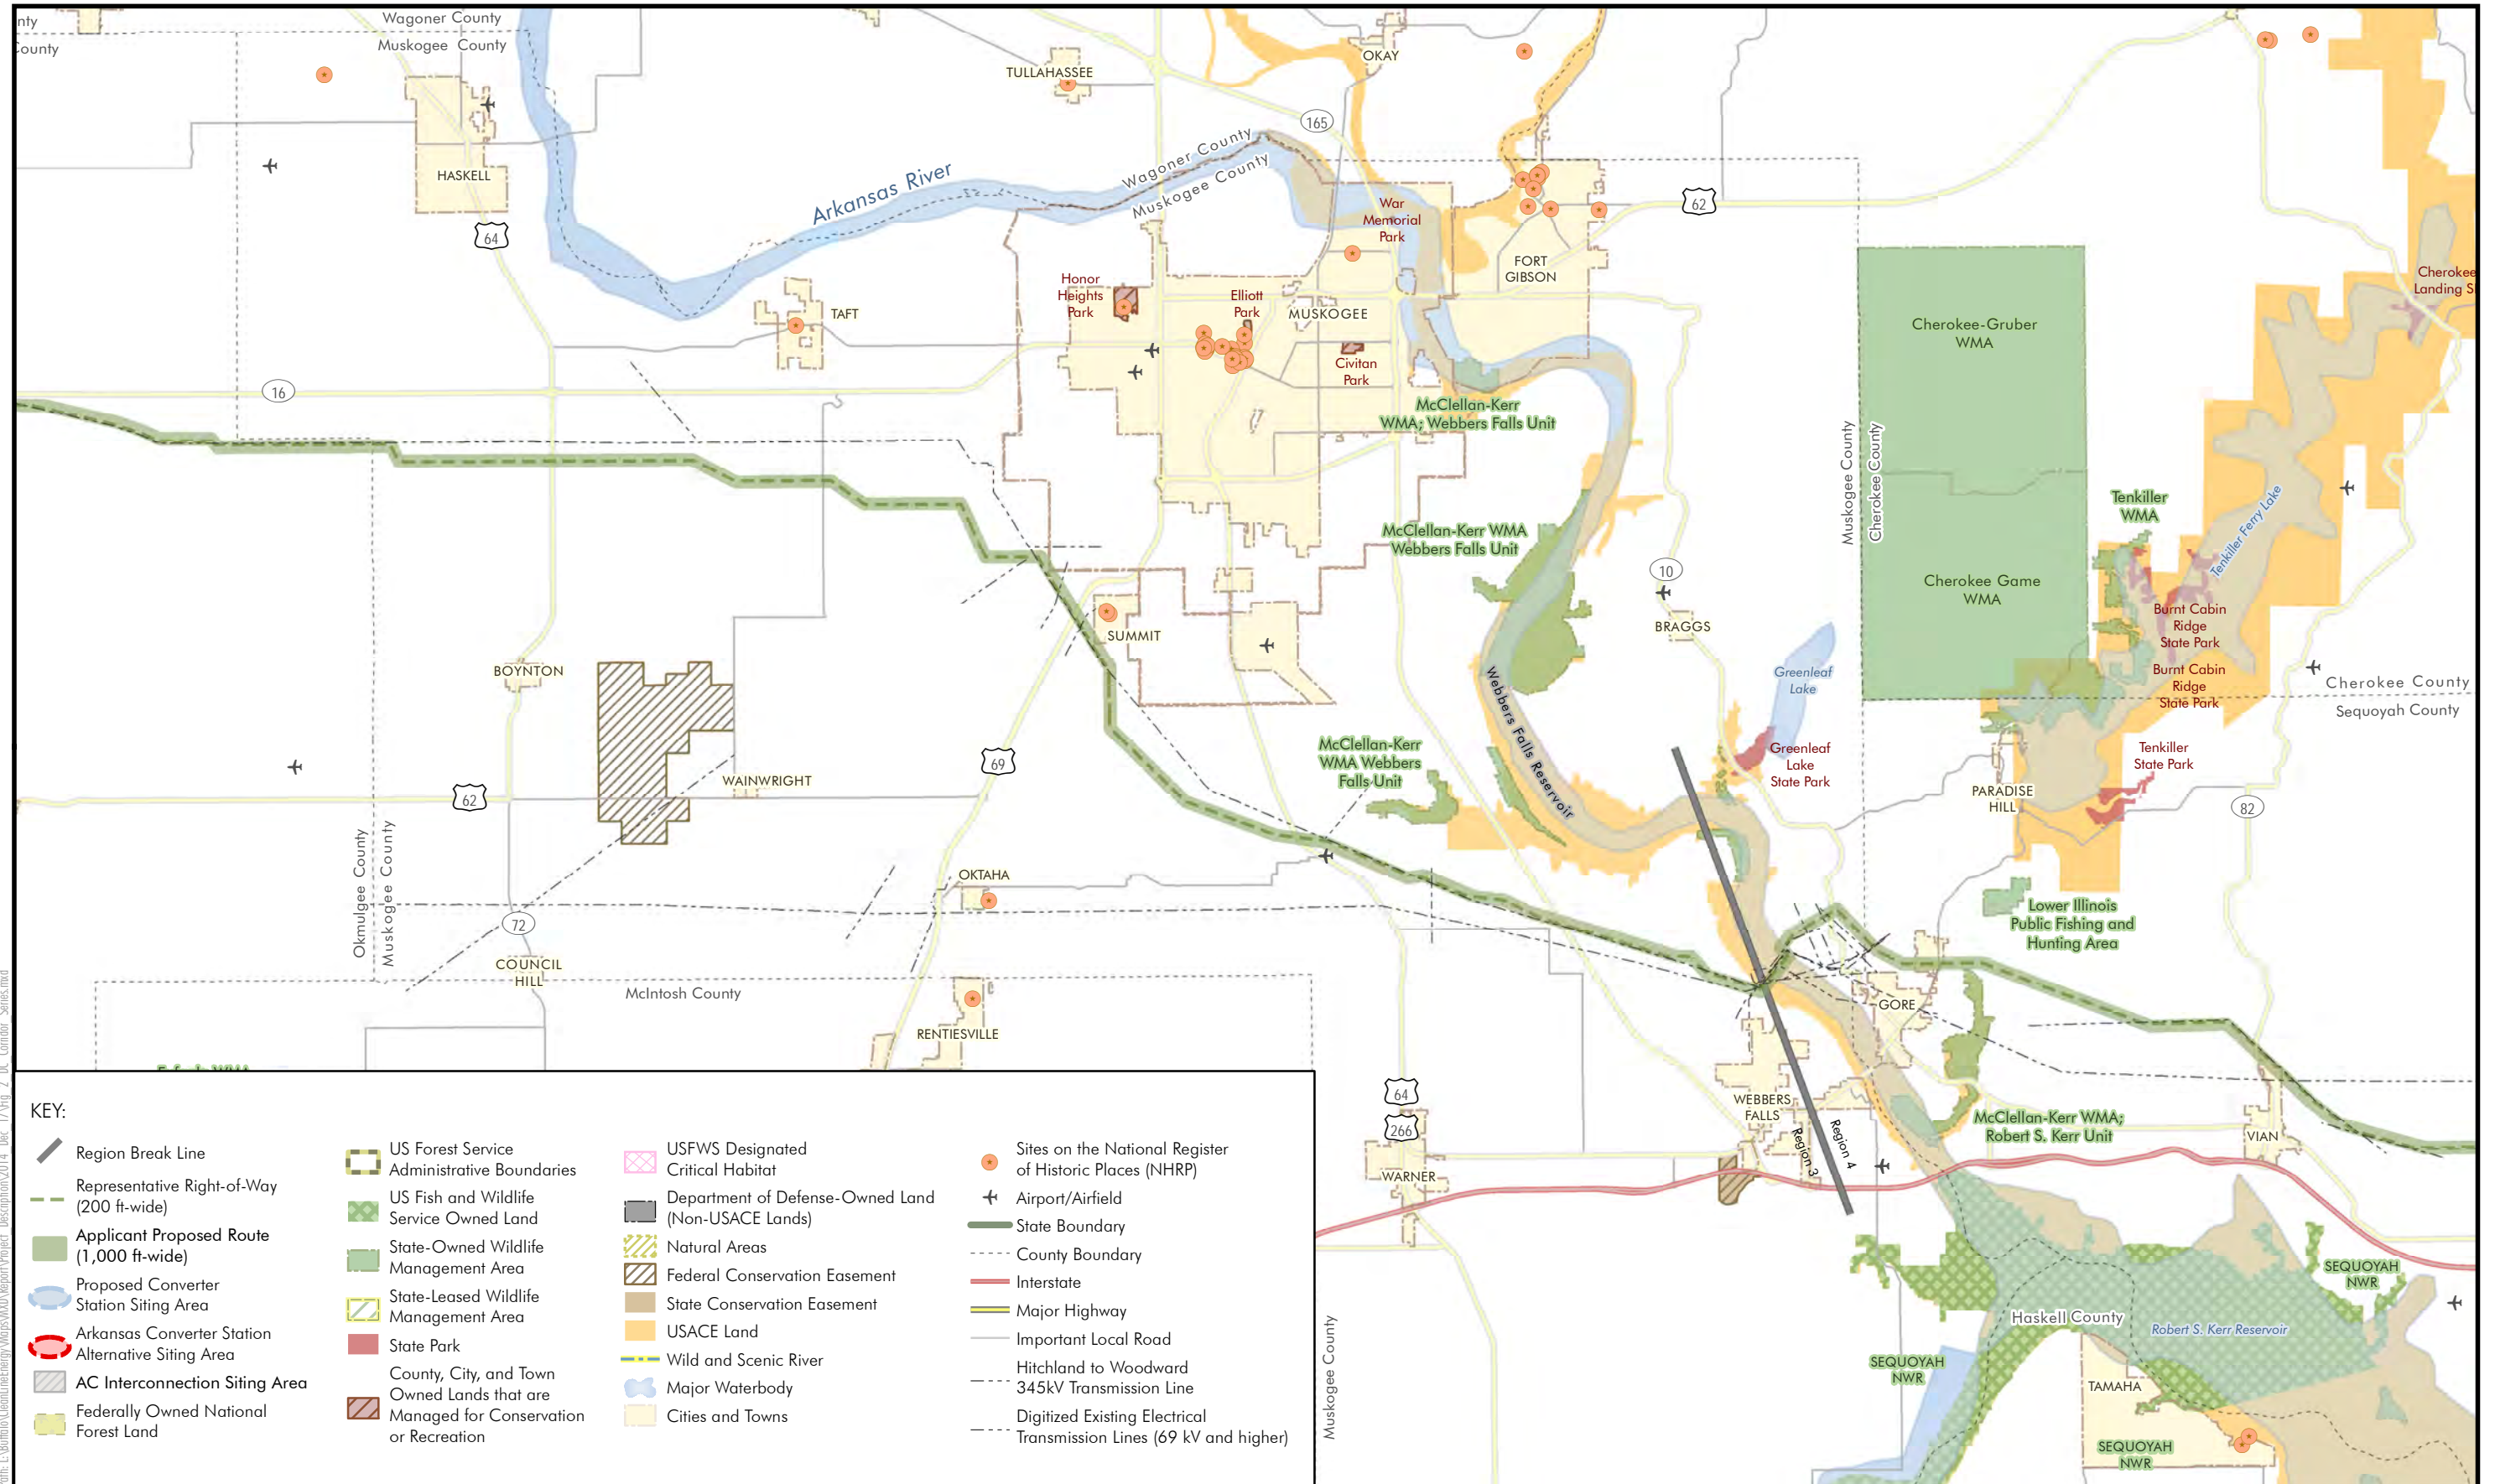 nty
County
Wagoner County
Muskogee County
TULLAHASSEE
OKAY
165
HASKELL
Arkansas River
Wagoner County
Muskogee County
64
62
War
Memorial
Park
FORT
GIBSON
Honor
Heights
Park
Elliott
Park
MUSKOGEE
TAFT
Civitan
Park
16
McClellan-Kerr
WMA; Webbers Falls Unit
Cherokee-Gruber
WMA
Cherokee
Landing S
Muskogee County
Cherokee County
Tenkiller
WMA
Tenkiller Ferry Lake
McClellan-Kerr WMA
Webbers Falls Unit
10
Cherokee Game
WMA
BRAGGS
Burnt Cabin
Ridge
State Park
SUMMIT
BOYNTON
Greenleaf
Lake
Burnt Cabin
Ridge
State Park
Cherokee County
Sequoyah County
Webbers Falls Reservoir
McClellan-Kerr
WMA Webbers
Falls Unit
Greenleaf
Lake
State Park
Tenkiller
State Park
69
WAINWRIGHT
62
PARADISE
HILL
82
Okmulgee County
Muskogee County
OKTAHA
72
Lower Illinois
Public Fishing and
Hunting Area
COUNCIL
HILL
McIntosh County
GORE
RENTIESVILLE
WEBBERS
FALLS
Region 3
Region 4
McClellan-Kerr WMA;
Robert S. Kerr Unit
VIAN
64
266
WARNER
SEQUOYAH
NWR
Haskell County
Robert S. Kerr Reservoir
SEQUOYAH
NWR
TAMAHA
SEQUOYAH
NWR
Muskogee County
KEY:
Region Break Line
Representative Right-of-Way
(200 ft-wide)
Applicant Proposed Route
(1,000 ft-wide)
Proposed Converter
Station Siting Area
Arkansas Converter Station
Alternative Siting Area
AC Interconnection Siting Area
Federally Owned National
Forest Land
US Forest Service
Administrative Boundaries
US Fish and Wildlife
Service Owned Land
State-Owned Wildlife
Management Area
State-Leased Wildlife
Management Area
State Park
County, City, and Town
Owned Lands that are
Managed for Conservation
or Recreation
USFWS Designated
Critical Habitat
Department of Defense-Owned Land
(Non-USACE Lands)
Natural Areas
Federal Conservation Easement
State Conservation Easement
USACE Land
Wild and Scenic River
Major Waterbody
Cities and Towns
Sites on the National Register
of Historic Places (NHRP)
Airport/Airfield
State Boundary
County Boundary
Interstate
Major Highway
Important Local Road
Hitchland to Woodward
345kV Transmission Line
Digitized Existing Electrical
Transmission Lines (69 kV and higher)